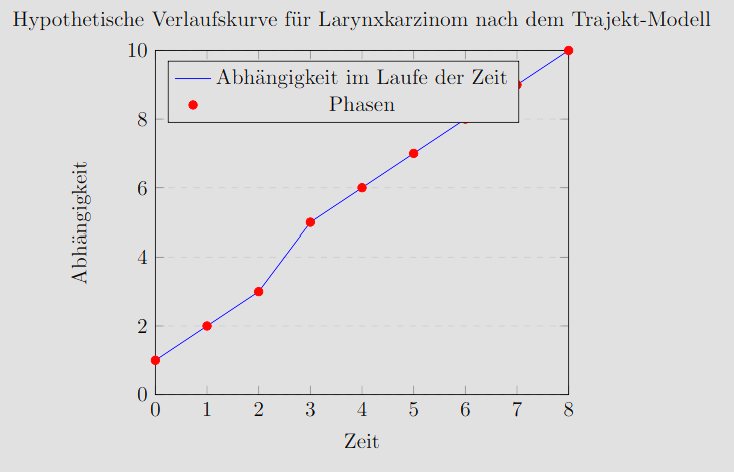 Hypothetische Verlaufskurve für Larynxkarzinom nach dem Trajekt-Modell
10
8
6
4
2
0
Abhängigkeit
Abhängigkeit im Laufe der Zeit
Phasen
0 1 2 3 4 5 6 7 8
Zeit